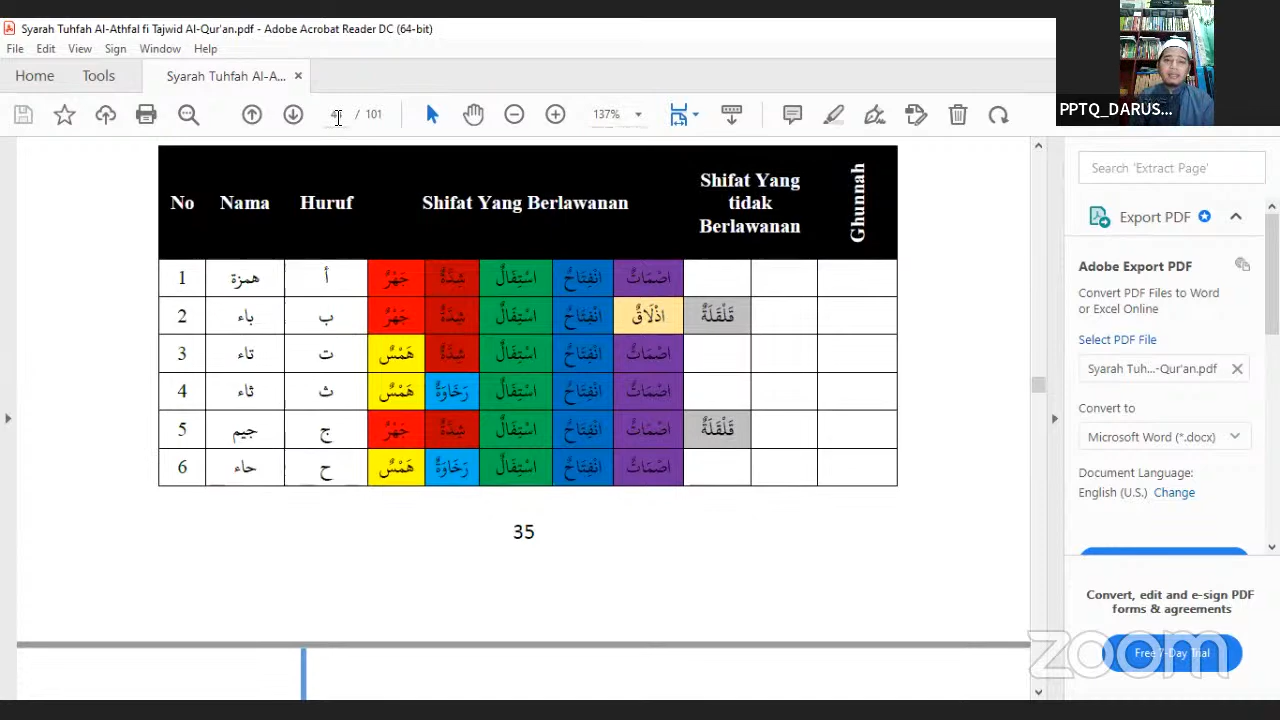 Syarah Tuhfah Al-Athfal fi Tajwid Al-Qur'an.pdf - Adobe Acrobat Reader DC (64-bit)
File Edit View Sign Window Help
Home Tools Syarah Tuhfah Al-A... ×
/ 101 137%
PPTQ_DARUS...
No Nama Huruf Shifat Yang Berlawanan Shifat Yang tidak Berlawanan Ghunnah
1 همزة أ جَهْرٌ شِدَّةٌ اسْتِفَالٌ انْفِتَاحٌ اصْمَاتٌ
2 باء ب جَهْرٌ شِدَّةٌ اسْتِفَالٌ انْفِتَاحٌ اذْلَاقٌ قَلْقَلَةٌ
3 تاء ت هَمْسٌ شِدَّةٌ اسْتِفَالٌ انْفِتَاحٌ اصْمَاتٌ
4 ثاء ث هَمْسٌ رَخَاوَةٌ اسْتِفَالٌ انْفِتَاحٌ اصْمَاتٌ
5 جيم ج جَهْرٌ شِدَّةٌ اسْتِفَالٌ انْفِتَاحٌ اصْمَاتٌ قَلْقَلَةٌ
6 حاء ح هَمْسٌ رَخَاوَةٌ اسْتِفَالٌ انْفِتَاحٌ اصْمَاتٌ
35
Search 'Extract Page'
Export PDF
Adobe Export PDF
Convert PDF Files to Word
or Excel Online
Select PDF File
Syarah Tuh...-Qur'an.pdf
Convert to
Microsoft Word (*.docx)
Document Language:
English (U.S.) Change
Convert, edit and e-sign PDF
forms & agreements
Free 7-Day Trial
zoom